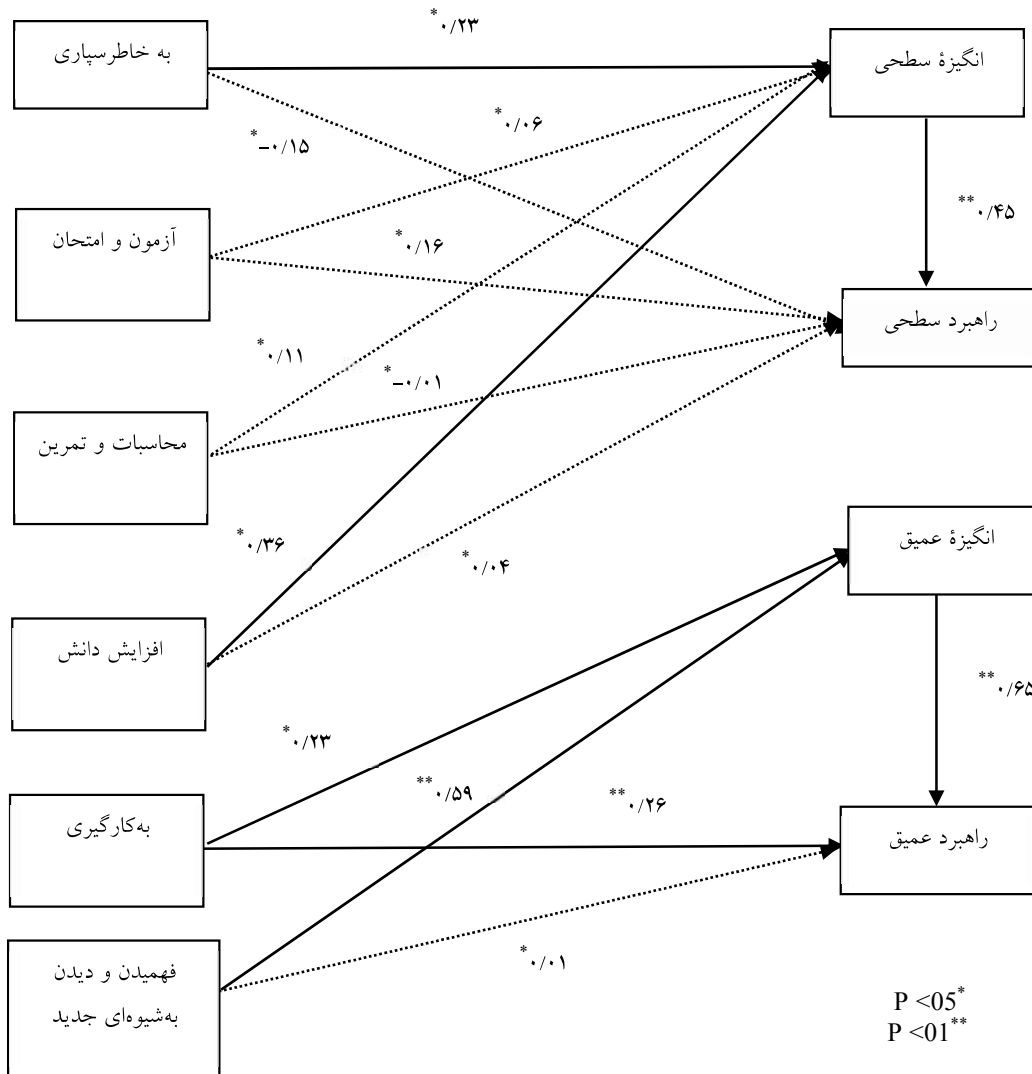 *۰/۲۳
به خاطرسپاری
انگیزهٔ سطحی
*۰/۰۶
*-۰/۱۵
**۰/۴۵
آزمون و امتحان
*۰/۱۶
راهبرد سطحی
*۰/۱۱
*-۰/۰۱
محاسبات و تمرین
*۰/۳۶
*۰/۰۴
انگیزهٔ عمیق
افزایش دانش
**۰/۶۵
*۰/۲۳
**۰/۵۹
**۰/۲۶
به‌کارگیری
راهبرد عمیق
*۰/۰۱
فهمیدن و دیدن
به‌شیوه‌ای جدید
P <05*
P <01**